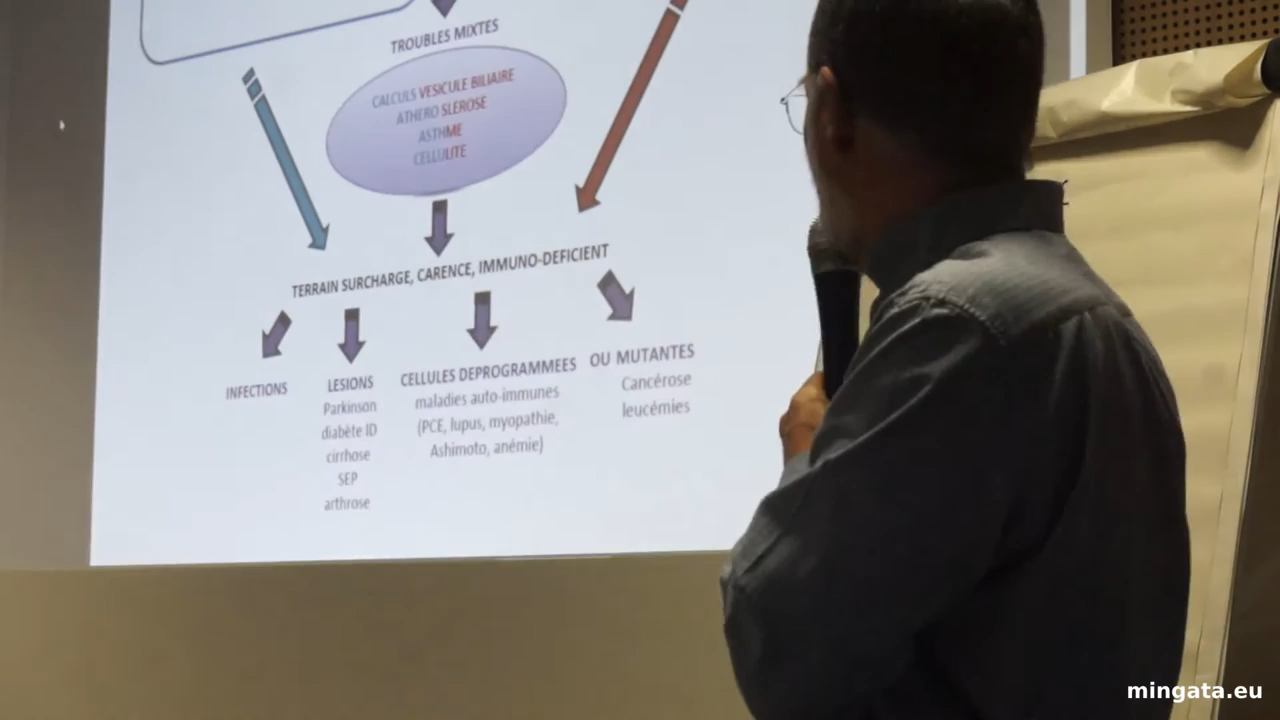 TROUBLES MIXTES
CALCULS VESICULE BILIAIRE
ATHERO SLEROSE
ASTHME
CELLULITE
TERRAIN SURCHARGE, CARENCE, IMMUNO-DEFICIENT
INFECTIONS
LESIONS
Parkinson
diabète ID
cirrhose
SEP
arthrose
CELLULES DEPROGRAMMEES
maladies auto-immunes
(PCE, lupus, myopathie,
Ashimoto, anémie)
OU MUTANTES
Cancérose
leucémies
mingata.eu